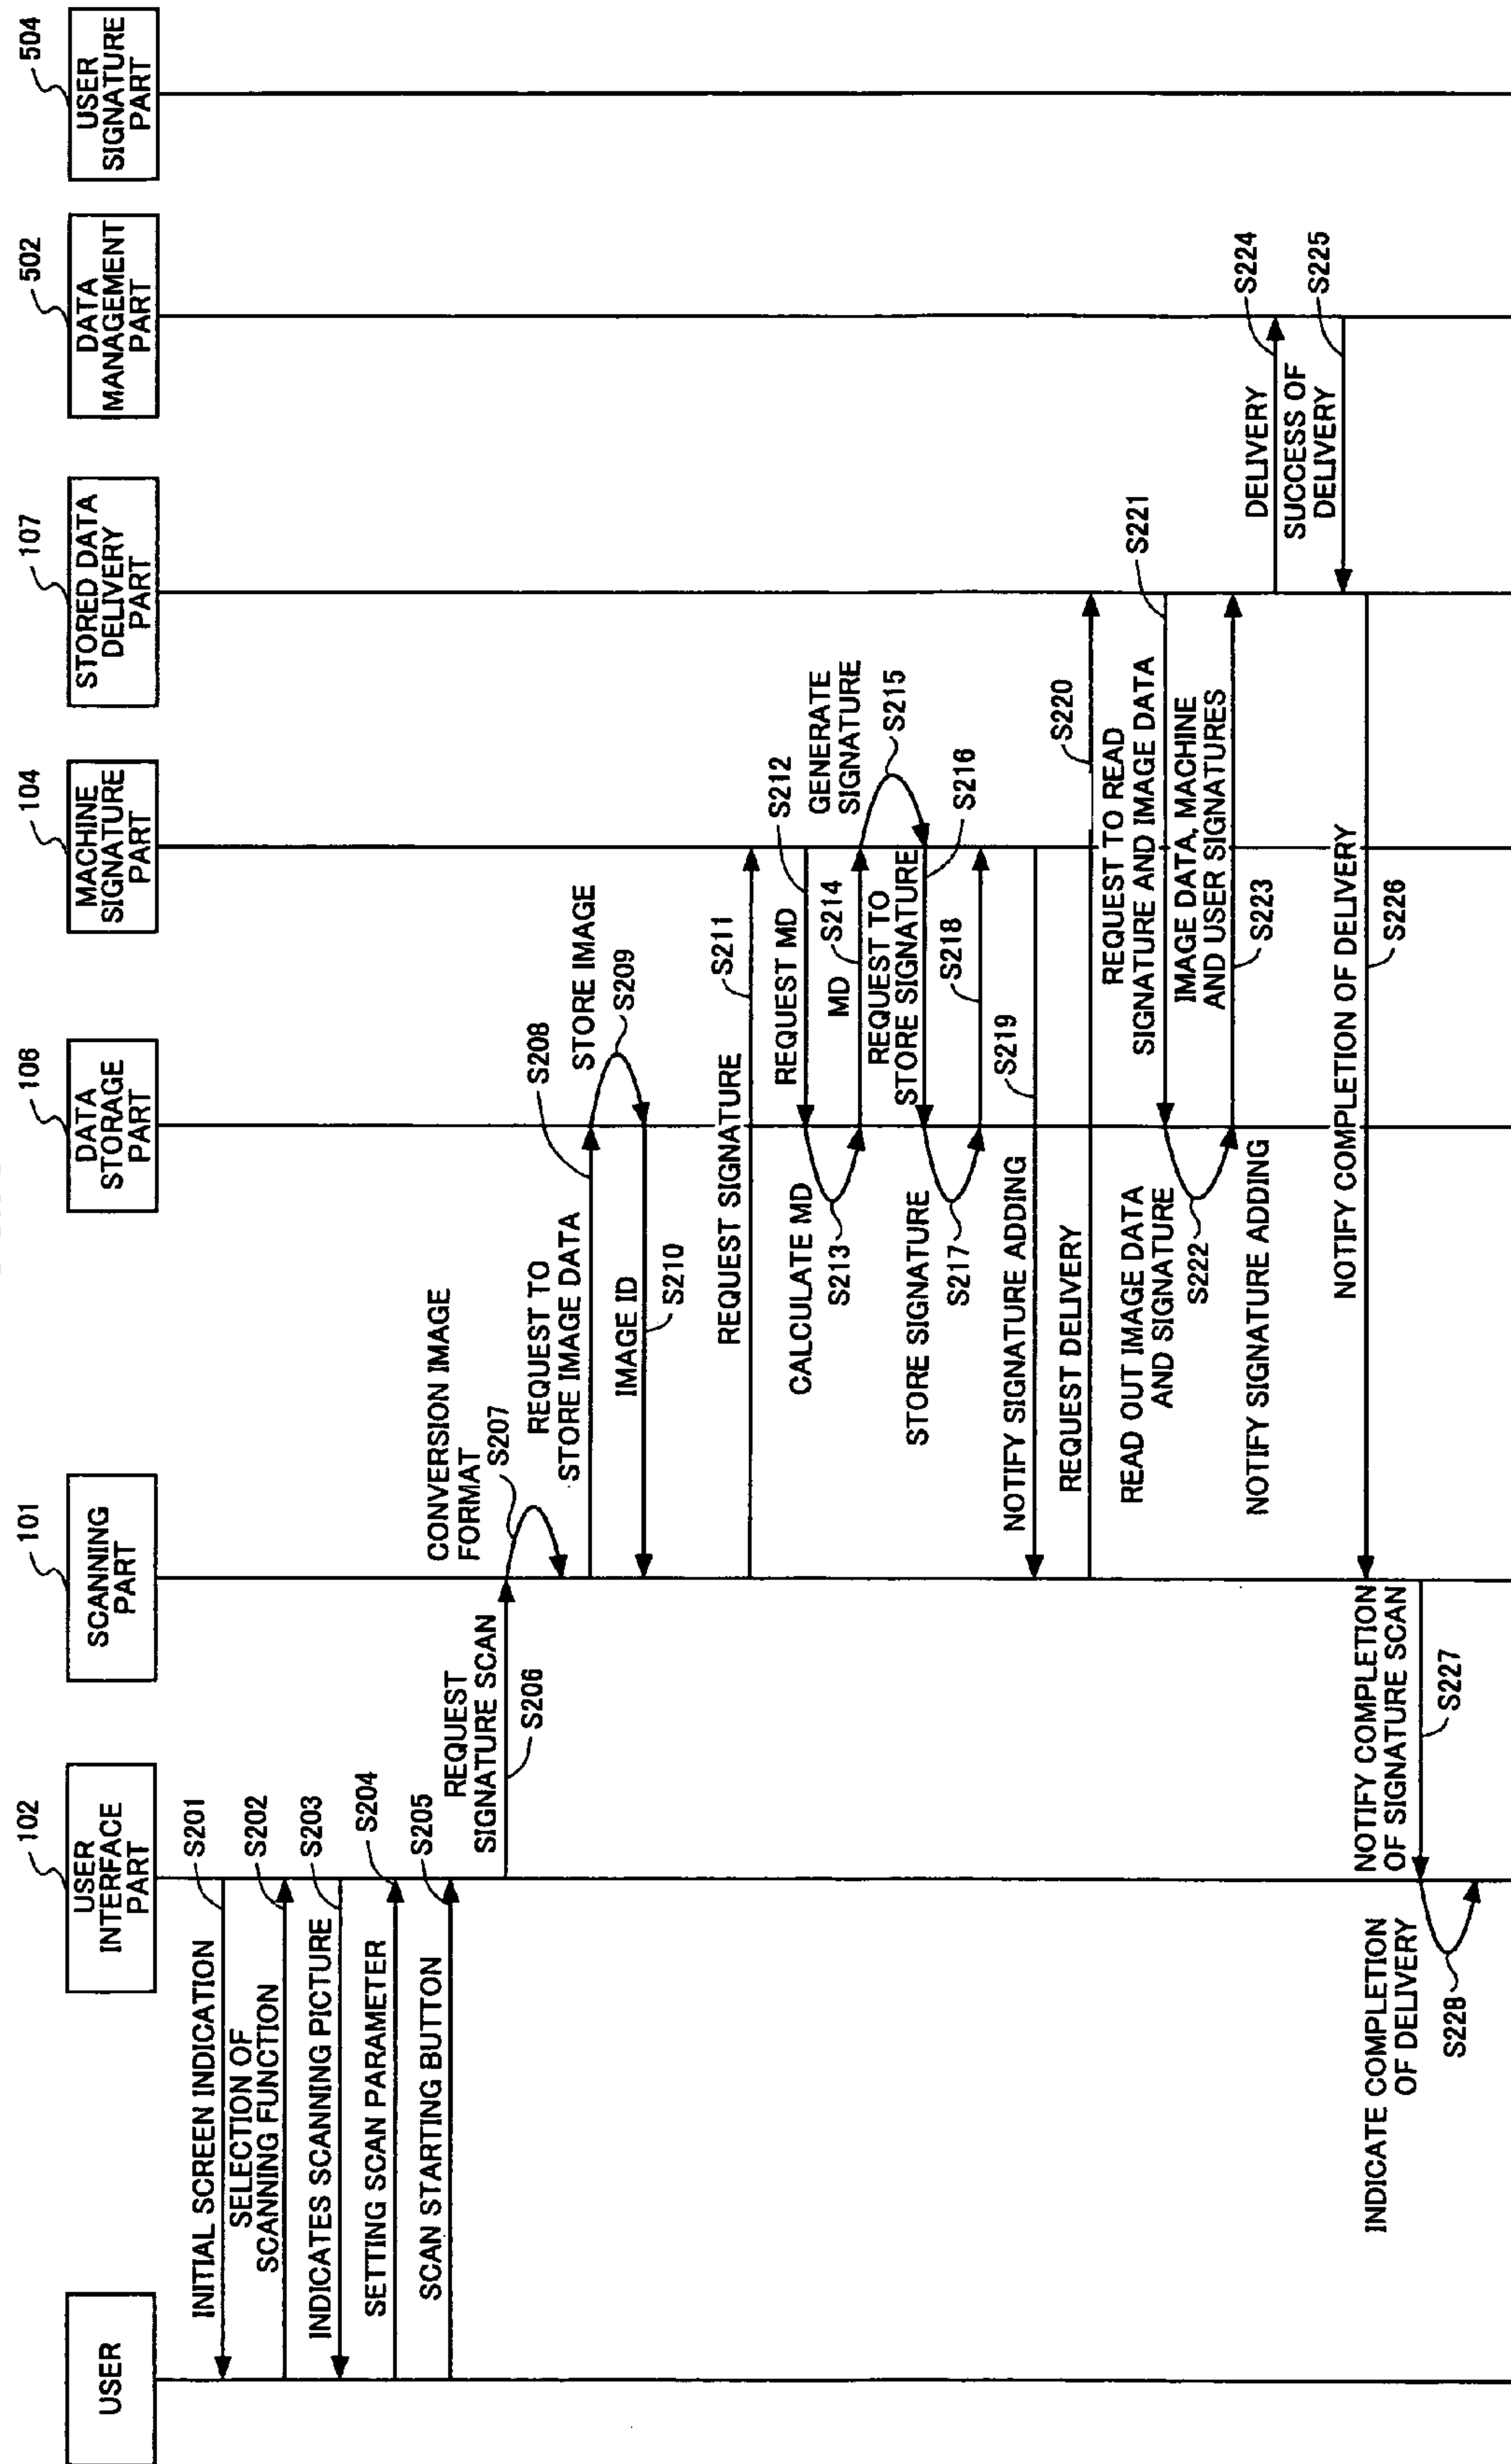 USER
102
USER
INTERFACE
PART
101
SCANNING
PART
106
DATA
STORAGE
PART
104
MACHINE
SIGNATURE
PART
107
STORED DATA
DELIVERY
PART
502
DATA
MANAGEMENT
PART
504
USER
SIGNATURE
PART
INITIAL SCREEN INDICATION
S201
SELECTION OF
SCANNING FUNCTION
S202
INDICATES SCANNING PICTURE
S203
SETTING SCAN PARAMETER
S204
SCAN STARTING BUTTON
S205
REQUEST
SIGNATURE SCAN
S206
CONVERSION IMAGE
FORMAT
S207
REQUEST TO
STORE IMAGE DATA
S208
STORE IMAGE
S209
IMAGE ID
S210
REQUEST SIGNATURE
S211
REQUEST MD
S212
CALCULATE MD
S213
MD
S214
GENERATE
SIGNATURE
S215
REQUEST TO
STORE SIGNATURE
S216
STORE SIGNATURE
S217
S218
NOTIFY SIGNATURE ADDING
S219
REQUEST DELIVERY
S220
REQUEST TO READ
SIGNATURE AND IMAGE DATA
S221
READ OUT IMAGE DATA
AND SIGNATURE
S222
IMAGE DATA, MACHINE
AND USER SIGNATURES
S223
NOTIFY SIGNATURE ADDING
DELIVERY
S224
SUCCESS OF
DELIVERY
S225
NOTIFY COMPLETION OF DELIVERY
S226
NOTIFY COMPLETION
OF SIGNATURE SCAN
S227
INDICATE COMPLETION
OF DELIVERY
S228